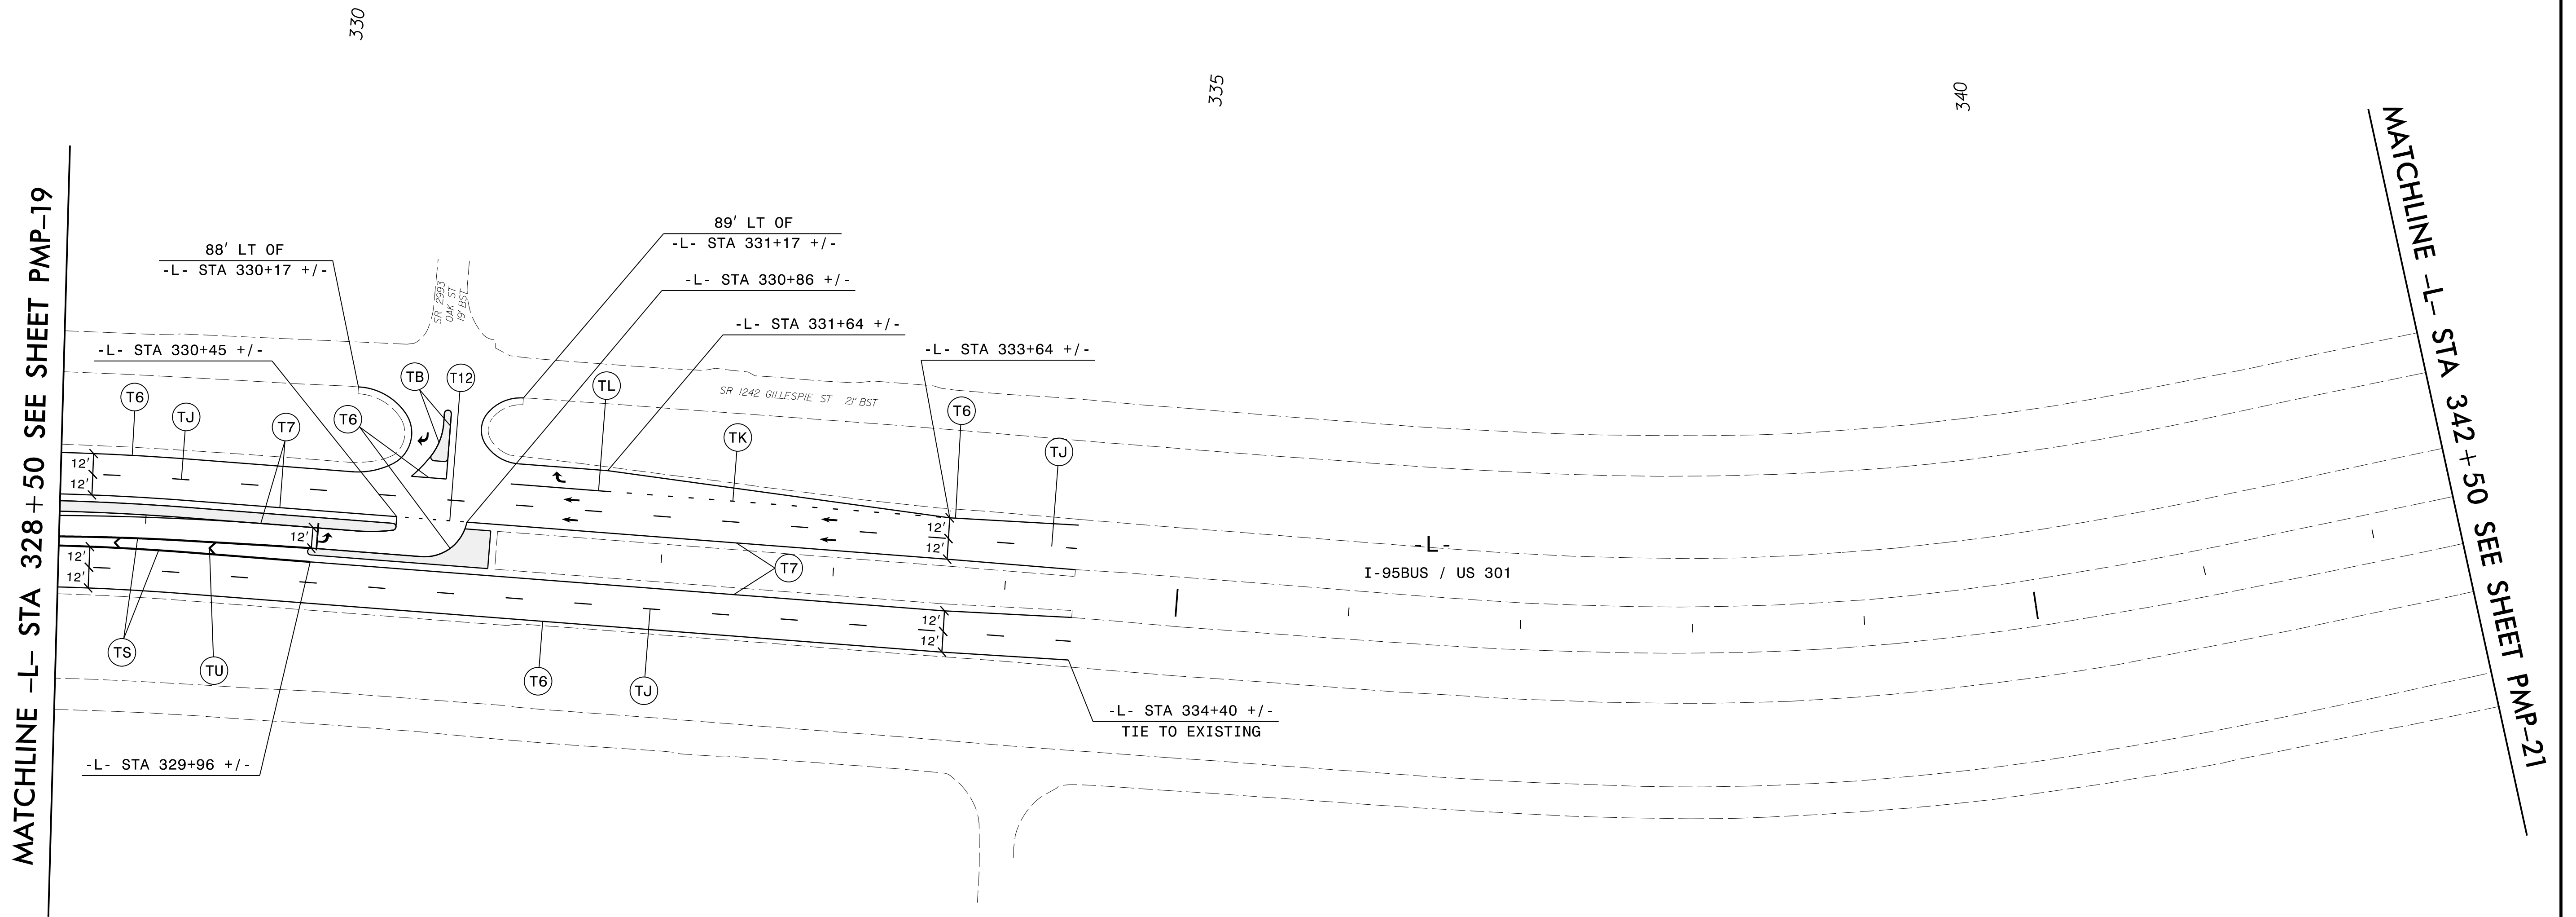 330
335
340
MATCHLINE -L- STA 328+50 SEE SHEET PMP-19
MATCHLINE -L- STA 342+50 SEE SHEET PMP-21
88' LT OF
-L- STA 330+17 +/-
89' LT OF
-L- STA 331+17 +/-
-L- STA 330+86 +/-
-L- STA 331+64 +/-
-L- STA 330+45 +/-
-L- STA 333+64 +/-
SR 2993
OAK ST
19' BST
SR 1242 GILLESPIE ST 21' BST
T6
TJ
T7
T6
TB
T12
TL
TK
T6
TJ
12'
12'
12'
12'
12'
12'
12'
T7
-L-
I-95BUS / US 301
12'
12'
TS
TU
T6
TJ
-L- STA 334+40 +/-
TIE TO EXISTING
-L- STA 329+96 +/-